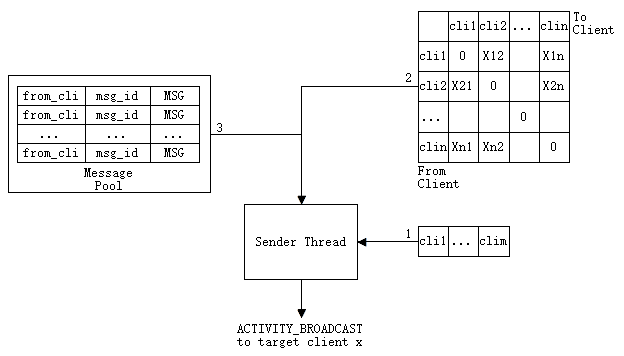 cli1 cli2 ... clin
To
Client
cli1 0 X12 X1n
cli2 X21 0 X2n
... 0
clin Xn1 Xn2 0
From
Client
2
from_cli msg_id MSG
from_cli msg_id MSG
... ... ...
from_cli msg_id MSG
Message
Pool
3
Sender Thread
1
cli1 ... clim
ACTIVITY_BROADCAST
to target client x